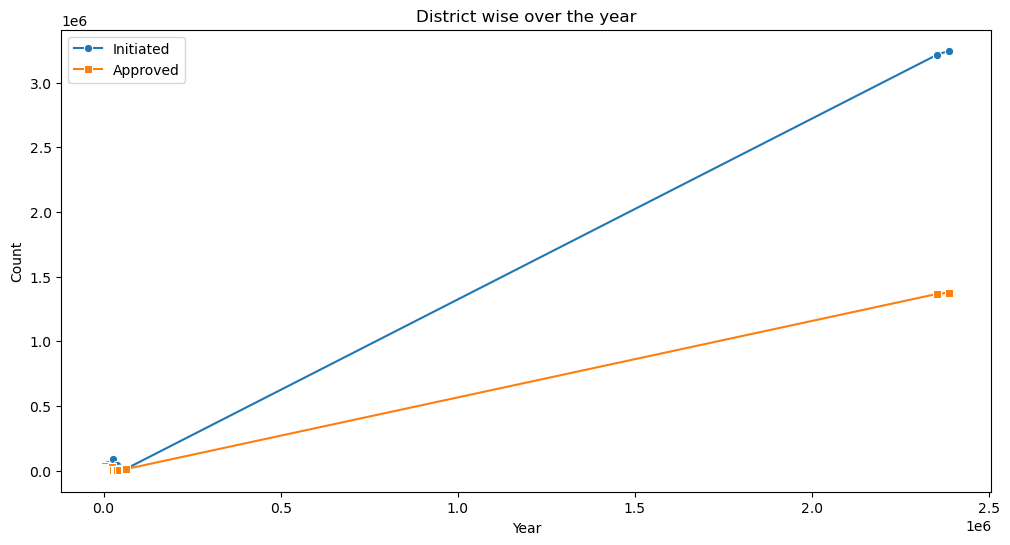 District wise over the year
1e6
Initiated
Approved
3.0
2.5
2.0
1.5
1.0
0.5
0.0
Count
0.0 0.5 1.0 1.5 2.0 2.5
1e6
Year